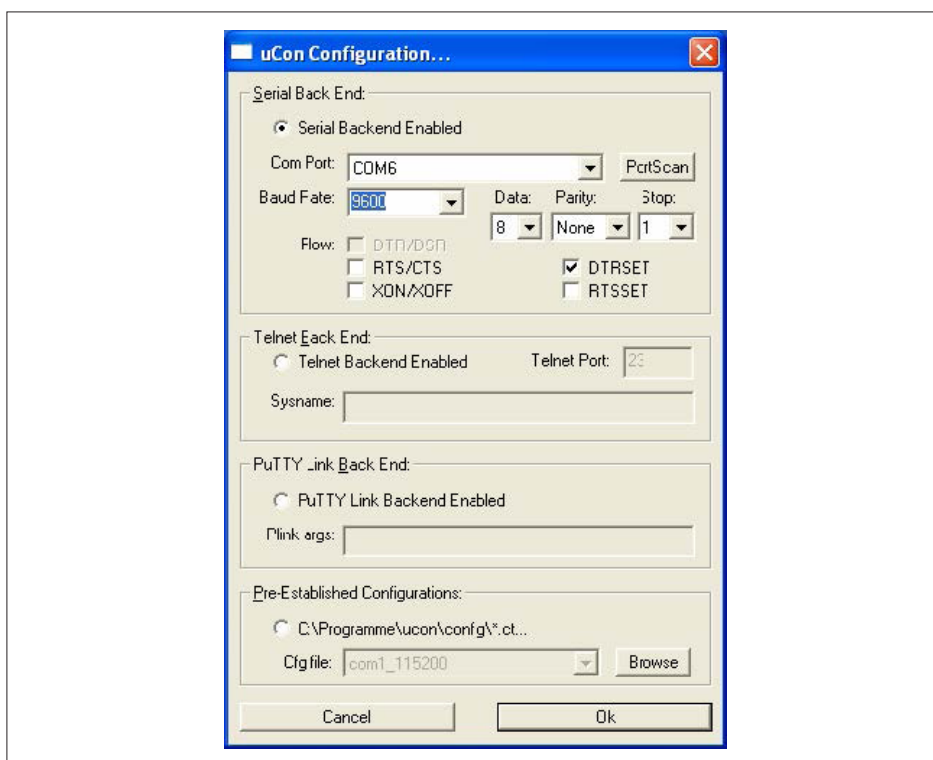 uCon Configuration...
Serial Back End:
Serial Backend Enabled
Com Port: COM6 PortScan
Baud Rate: 9600 Data: 8 Parity: None Stop: 1
Flow: DTR/DSR
RTS/CTS DTRSET
XON/XOFF RTSSET
Telnet Back End:
Telnet Backend Enabled Telnet Port: 23
Sysname:
PuTTY Link Back End:
PuTTY Link Backend Enabled
Plink args:
Pre-Established Configurations:
C:\Programme\ucon\confg\*.ct...
Cfg file: com1_115200 Browse
Cancel Ok